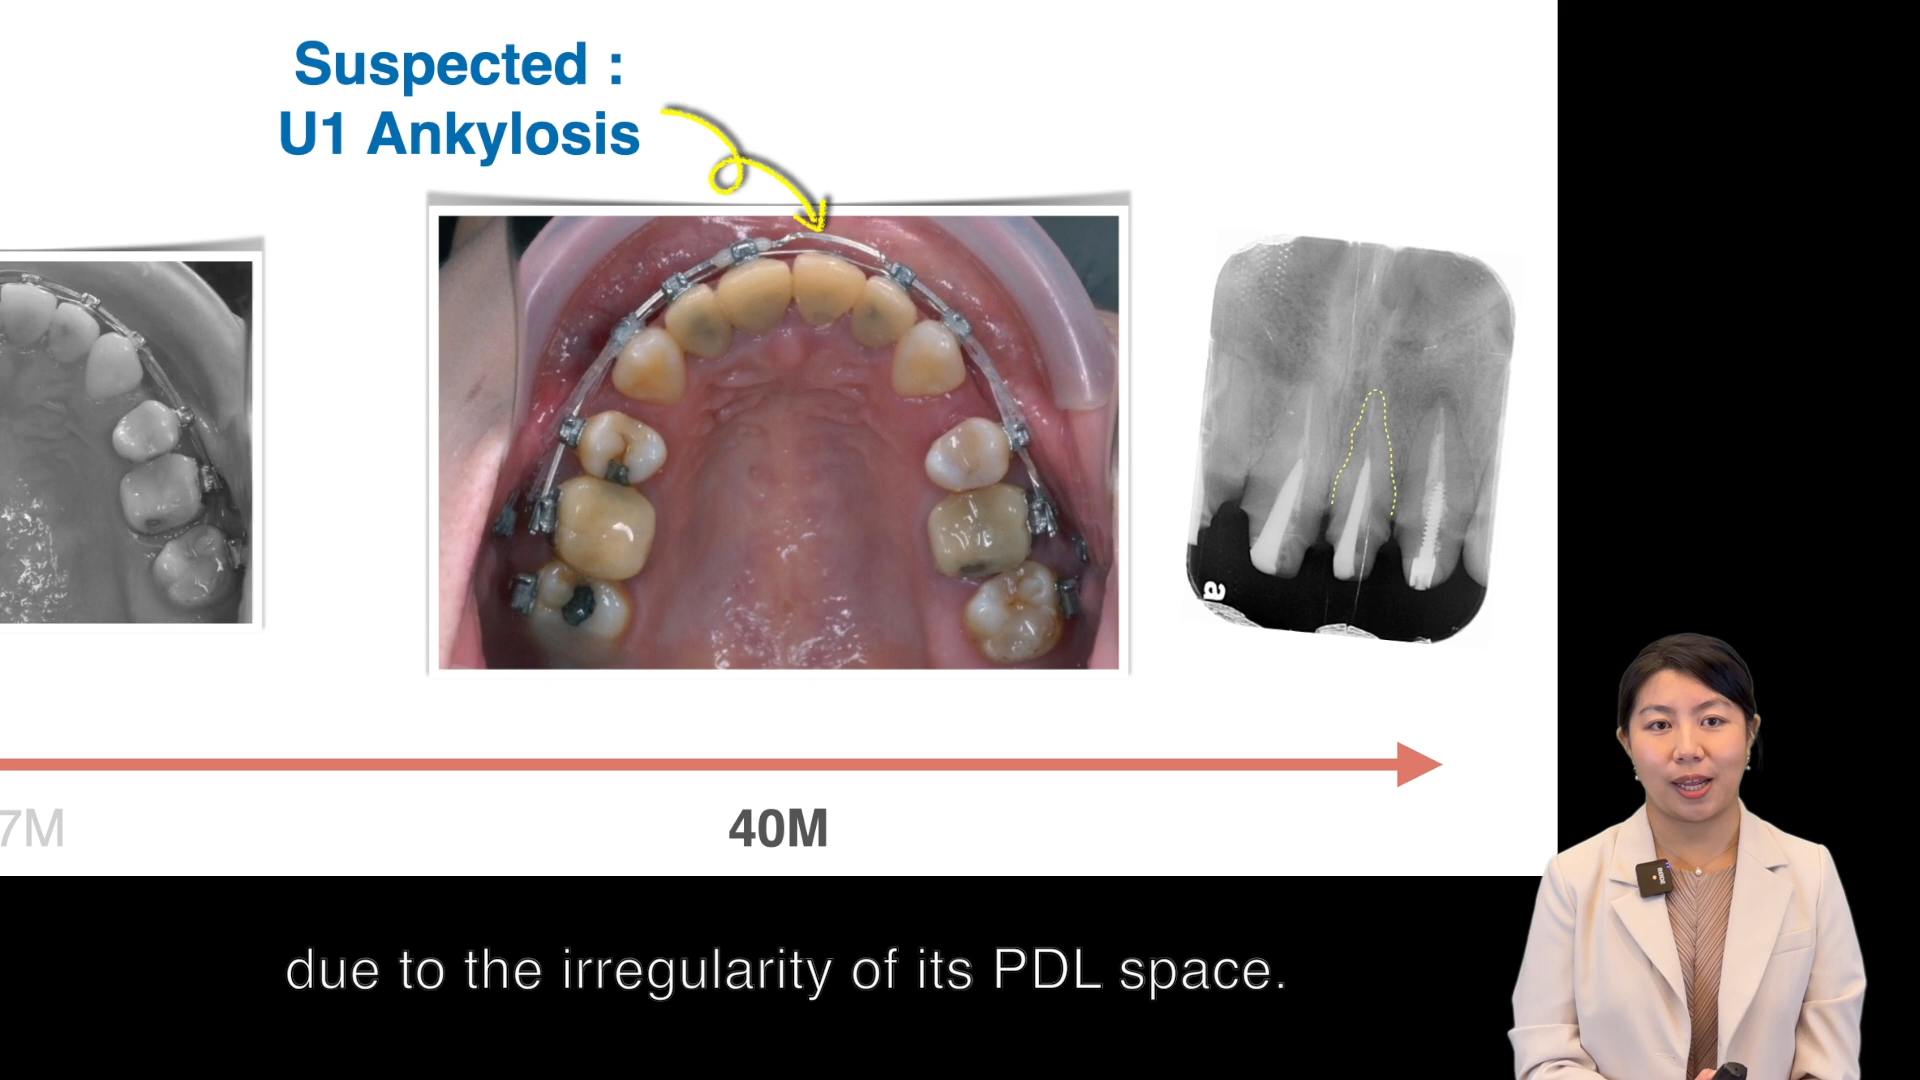 Suspected :
U1 Ankylosis
a
7M
40M
due to the irregularity of its PDL space.